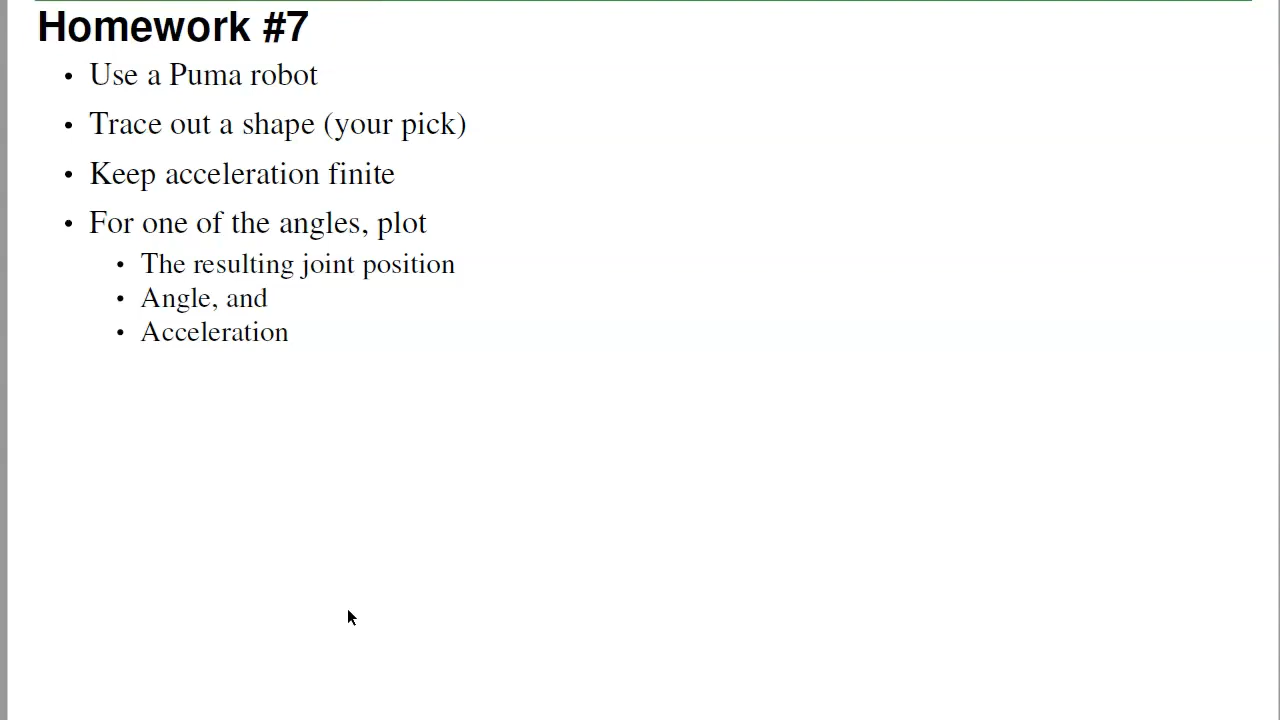 Homework #7
• Use a Puma robot
• Trace out a shape (your pick)
• Keep acceleration finite
• For one of the angles, plot
• The resulting joint position
• Angle, and
• Acceleration